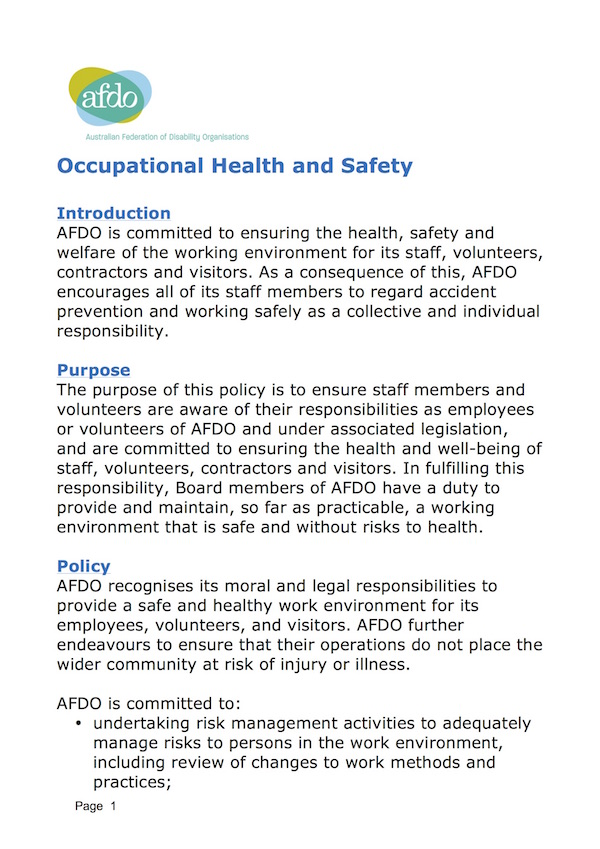 afdo
Australian Federation of Disability Organisations
Occupational Health and Safety
Introduction
AFDO is committed to ensuring the health, safety and
welfare of the working environment for its staff, volunteers,
contractors and visitors. As a consequence of this, AFDO
encourages all of its staff members to regard accident
prevention and working safely as a collective and individual
responsibility.
Purpose
The purpose of this policy is to ensure staff members and
volunteers are aware of their responsibilities as employees
or volunteers of AFDO and under associated legislation,
and are committed to ensuring the health and well-being of
staff, volunteers, contractors and visitors. In fulfilling this
responsibility, Board members of AFDO have a duty to
provide and maintain, so far as practicable, a working
environment that is safe and without risks to health.
Policy
AFDO recognises its moral and legal responsibilities to
provide a safe and healthy work environment for its
employees, volunteers, and visitors. AFDO further
endeavours to ensure that their operations do not place the
wider community at risk of injury or illness.
AFDO is committed to:
• undertaking risk management activities to adequately
manage risks to persons in the work environment,
including review of changes to work methods and
practices;
Page 1